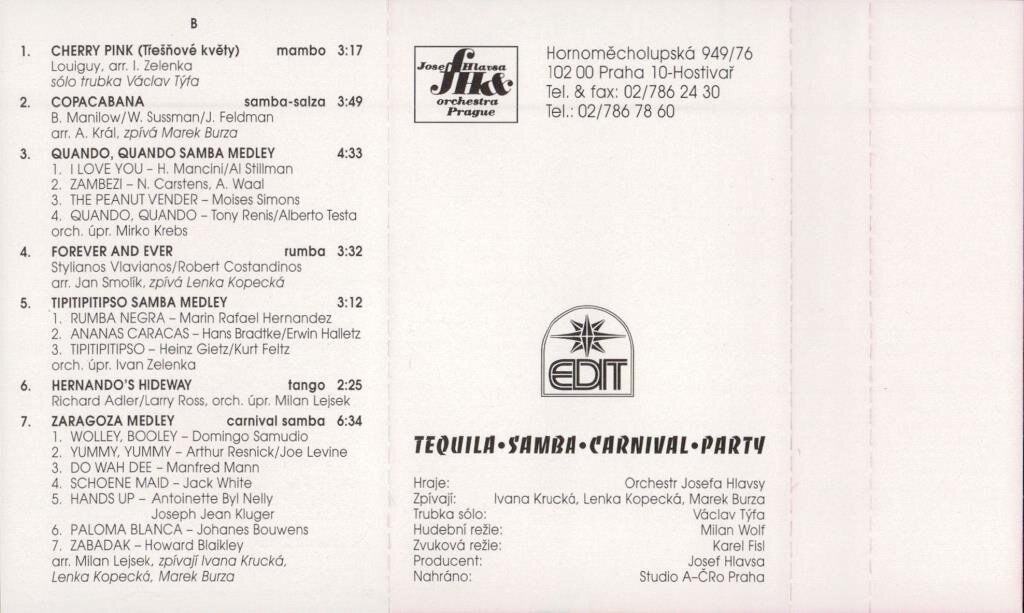 B
1. CHERRY PINK (Třešňové květy) mambo 3:17
Louiguy, arr. I. Zelenka
sólo trubka Václav Týfa
2. COPACABANA samba-salza 3:49
B. Manilow/W. Sussman/J. Feldman
arr. A. Král, zpívá Marek Burza
3. QUANDO, QUANDO SAMBA MEDLEY 4:33
1. I LOVE YOU – H. Mancini/Al Stillman
2. ZAMBEZI – N. Carstens, A. Waal
3. THE PEANUT VENDER – Moises Simons
4. QUANDO, QUANDO – Tony Renis/Alberto Testa
orch. úpr. Mirko Krebs
4. FOREVER AND EVER rumba 3:32
Stylianos Vlavianos/Robert Costandinos
arr. Jan Smolík, zpívá Lenka Kopecká
5. TIPITIPITIPSO SAMBA MEDLEY 3:12
1. RUMBA NEGRA – Marin Rafael Hernandez
2. ANANAS CARACAS – Hans Bradtke/Erwin Halletz
3. TIPITIPITIPSO – Heinz Gietz/Kurt Feltz
orch. úpr. Ivan Zelenka
6. HERNANDO'S HIDEWAY tango 2:25
Richard Adler/Larry Ross, orch. úpr. Milan Lejsek
7. ZARAGOZA MEDLEY carnival samba 6:34
1. WOLLEY, BOOLEY – Domingo Samudio
2. YUMMY, YUMMY – Arthur Resnick/Joe Levine
3. DO WAH DEE – Manfred Mann
4. SCHOENE MAID – Jack White
5. HANDS UP – Antoinette Byl Nelly
Joseph Jean Kluger
6. PALOMA BLANCA – Johanes Bouwens
7. ZABADAK – Howard Blaikley
arr. Milan Lejsek, zpívají Ivana Krucká,
Lenka Kopecká, Marek Burza
Josef Hlavsa
JH&
orchestra
Prague
Hornoměcholupská 949/76
102 00 Praha 10-Hostivař
Tel. & fax: 02/786 24 30
Tel.: 02/786 78 60
EDIT
TEQUILA•SAMBA•CARNIVAL•PARTY
Hraje: Orchestr Josefa Hlavsy
Zpívají: Ivana Krucká, Lenka Kopecká, Marek Burza
Trubka sólo: Václav Týfa
Hudební režie: Milan Wolf
Zvuková režie: Karel Fisl
Producent: Josef Hlavsa
Nahráno: Studio A–ČRo Praha